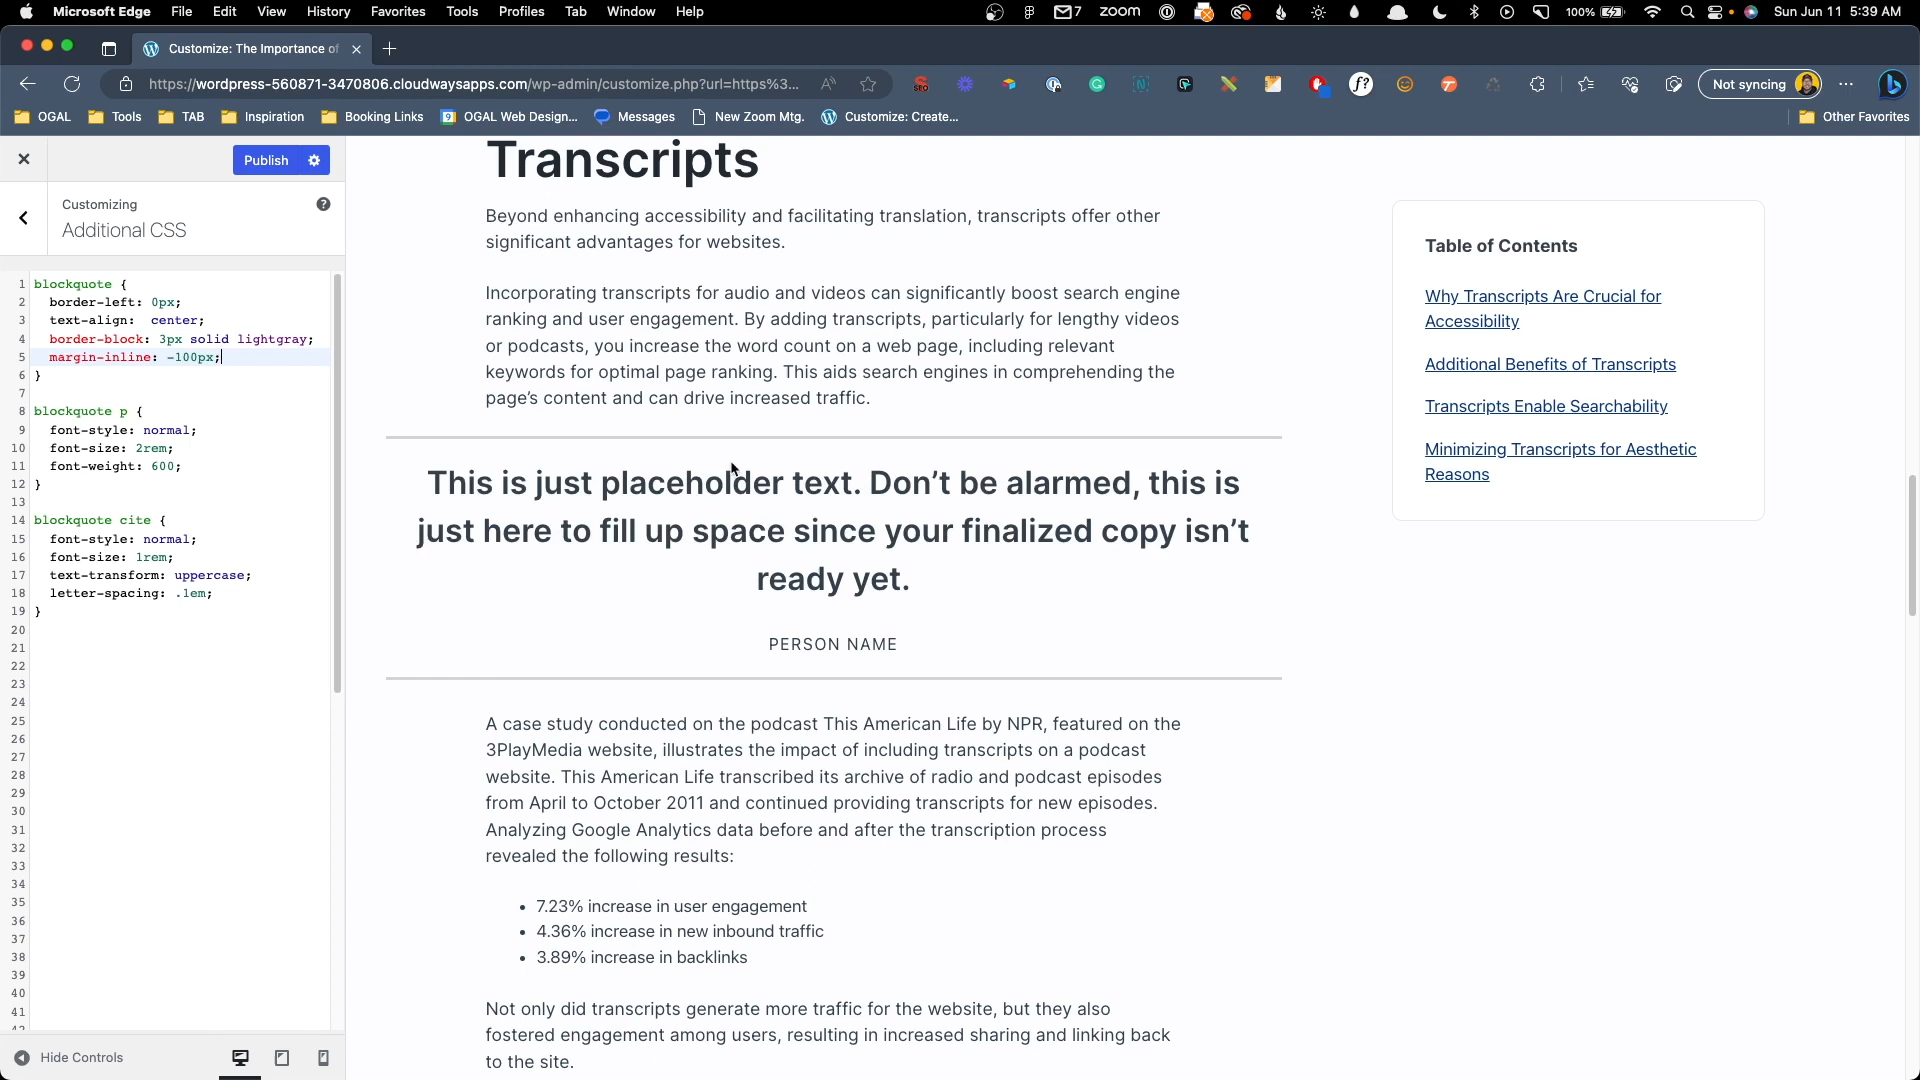 Microsoft Edge File Edit View History Favorites Tools Profiles Tab Window Help 7 zoom 100% Sun Jun 11 5:39 AM
Customize: The Importance of
https://wordpress-560871-3470806.cloudwaysapps.com/wp-admin/customize.php?url=https%3... Not syncing
OGAL Tools TAB Inspiration Booking Links OGAL Web Design... Messages New Zoom Mtg. Customize: Create... Other Favorites
Publish
Customizing
Additional CSS
1 blockquote {
2 border-left: 0px;
3 text-align: center;
4 border-block: 3px solid lightgray;
5 margin-inline: -100px;
6 }
7
8 blockquote p {
9 font-style: normal;
10 font-size: 2rem;
11 font-weight: 600;
12 }
13
14 blockquote cite {
15 font-style: normal;
16 font-size: 1rem;
17 text-transform: uppercase;
18 letter-spacing: .1em;
19 }
20
21
22
23
24
25
26
27
28
29
30
31
32
33
34
35
36
37
38
39
40
41
42
Hide Controls
Transcripts
Beyond enhancing accessibility and facilitating translation, transcripts offer other
significant advantages for websites.
Incorporating transcripts for audio and videos can significantly boost search engine
ranking and user engagement. By adding transcripts, particularly for lengthy videos
or podcasts, you increase the word count on a web page, including relevant
keywords for optimal page ranking. This aids search engines in comprehending the
page's content and can drive increased traffic.
This is just placeholder text. Don't be alarmed, this is
just here to fill up space since your finalized copy isn't
ready yet.
PERSON NAME
A case study conducted on the podcast This American Life by NPR, featured on the
3PlayMedia website, illustrates the impact of including transcripts on a podcast
website. This American Life transcribed its archive of radio and podcast episodes
from April to October 2011 and continued providing transcripts for new episodes.
Analyzing Google Analytics data before and after the transcription process
revealed the following results:
• 7.23% increase in user engagement
• 4.36% increase in new inbound traffic
• 3.89% increase in backlinks
Not only did transcripts generate more traffic for the website, but they also
fostered engagement among users, resulting in increased sharing and linking back
to the site.
Table of Contents
Why Transcripts Are Crucial for
Accessibility
Additional Benefits of Transcripts
Transcripts Enable Searchability
Minimizing Transcripts for Aesthetic
Reasons